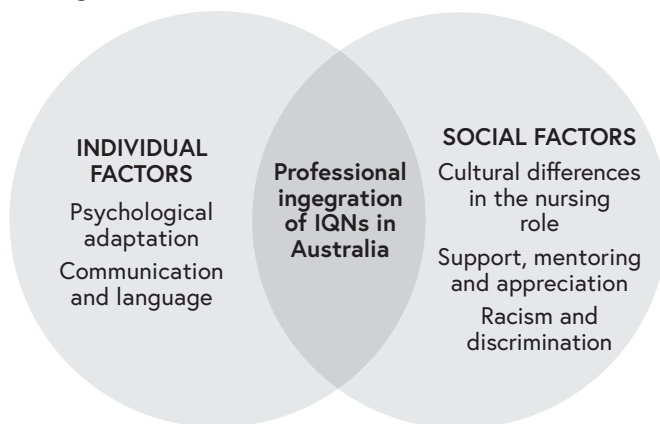 INDIVIDUAL
FACTORS
Psychological
adaptation
Communication
and language
Professional
ingegration
of IQNs in
Australia
SOCIAL FACTORS
Cultural differences
in the nursing
role
Support, mentoring
and appreciation
Racism and
discrimination